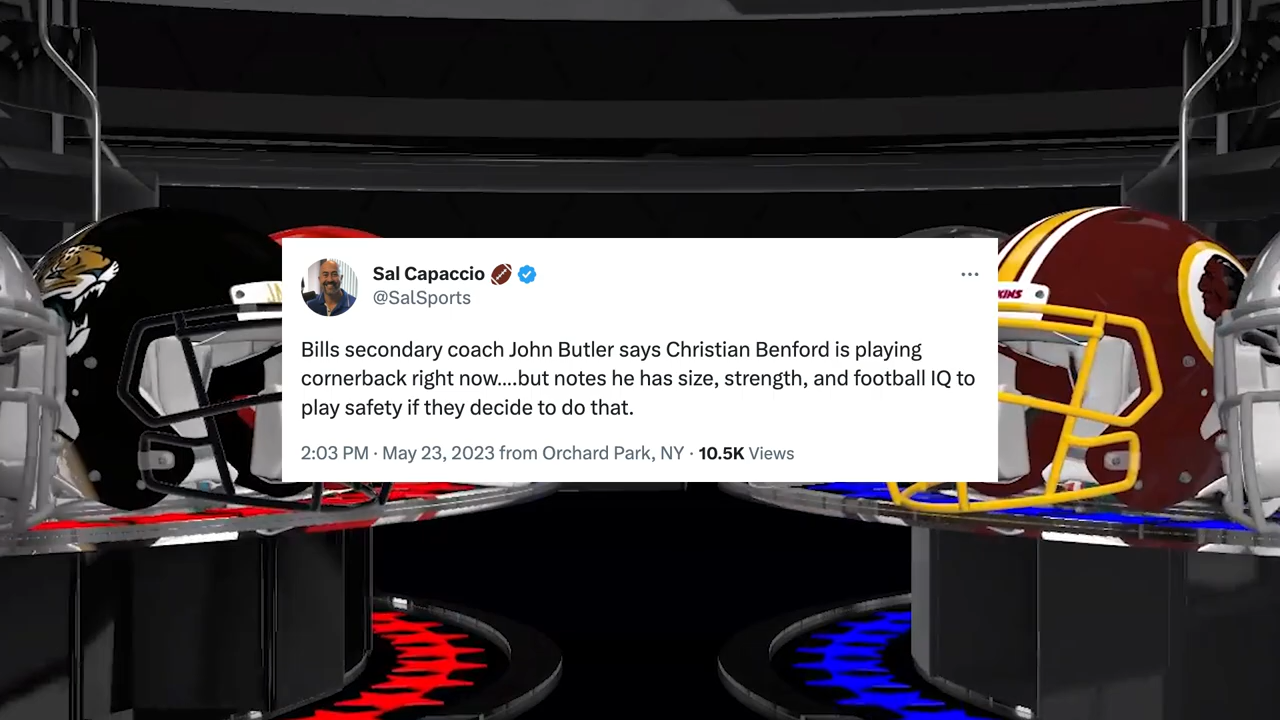 Sal Capaccio 🏈
@SalSports
Bills secondary coach John Butler says Christian Benford is playing
cornerback right now....but notes he has size, strength, and football IQ to
play safety if they decide to do that.
2:03 PM · May 23, 2023 from Orchard Park, NY · 10.5K Views
KINS